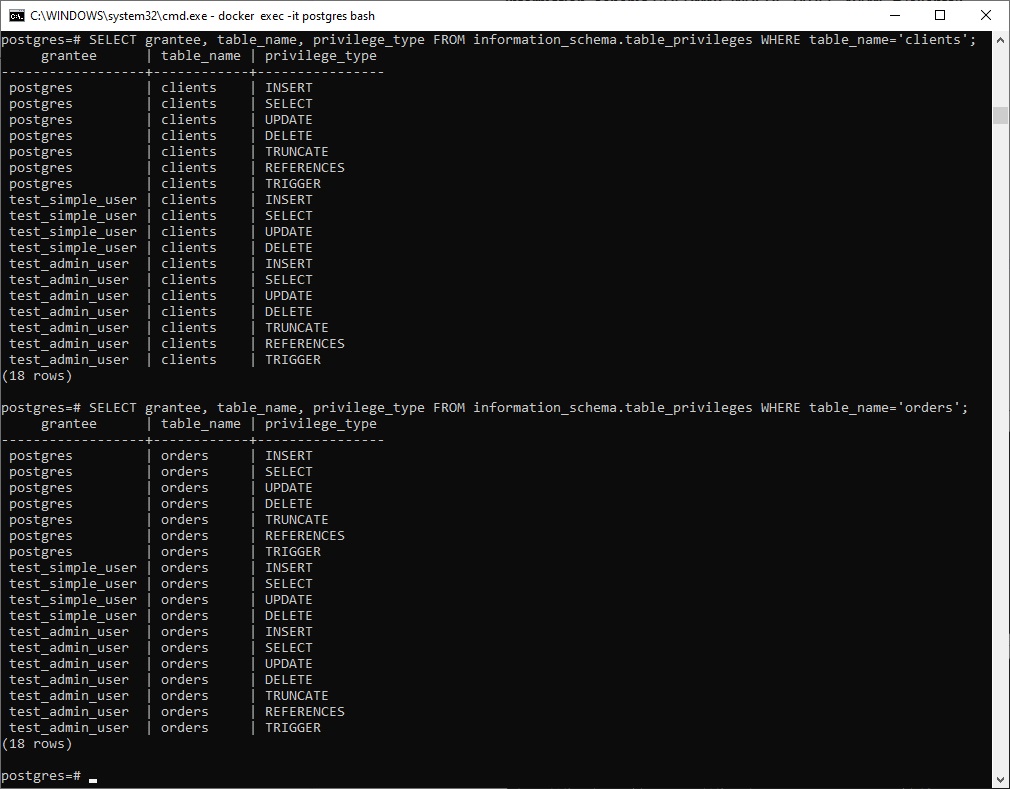 C:\WINDOWS\system32\cmd.exe - docker  exec -it postgres bash
postgres=# SELECT grantee, table_name, privilege_type FROM information_schema.table_privileges WHERE table_name='clients';
     grantee      | table_name | privilege_type
------------------+------------+----------------
 postgres         | clients    | INSERT
 postgres         | clients    | SELECT
 postgres         | clients    | UPDATE
 postgres         | clients    | DELETE
 postgres         | clients    | TRUNCATE
 postgres         | clients    | REFERENCES
 postgres         | clients    | TRIGGER
 test_simple_user | clients    | INSERT
 test_simple_user | clients    | SELECT
 test_simple_user | clients    | UPDATE
 test_simple_user | clients    | DELETE
 test_admin_user  | clients    | INSERT
 test_admin_user  | clients    | SELECT
 test_admin_user  | clients    | UPDATE
 test_admin_user  | clients    | DELETE
 test_admin_user  | clients    | TRUNCATE
 test_admin_user  | clients    | REFERENCES
 test_admin_user  | clients    | TRIGGER
(18 rows)

postgres=# SELECT grantee, table_name, privilege_type FROM information_schema.table_privileges WHERE table_name='orders';
     grantee      | table_name | privilege_type
------------------+------------+----------------
 postgres         | orders     | INSERT
 postgres         | orders     | SELECT
 postgres         | orders     | UPDATE
 postgres         | orders     | DELETE
 postgres         | orders     | TRUNCATE
 postgres         | orders     | REFERENCES
 postgres         | orders     | TRIGGER
 test_simple_user | orders     | INSERT
 test_simple_user | orders     | SELECT
 test_simple_user | orders     | UPDATE
 test_simple_user | orders     | DELETE
 test_admin_user  | orders     | INSERT
 test_admin_user  | orders     | SELECT
 test_admin_user  | orders     | UPDATE
 test_admin_user  | orders     | DELETE
 test_admin_user  | orders     | TRUNCATE
 test_admin_user  | orders     | REFERENCES
 test_admin_user  | orders     | TRIGGER
(18 rows)

postgres=#